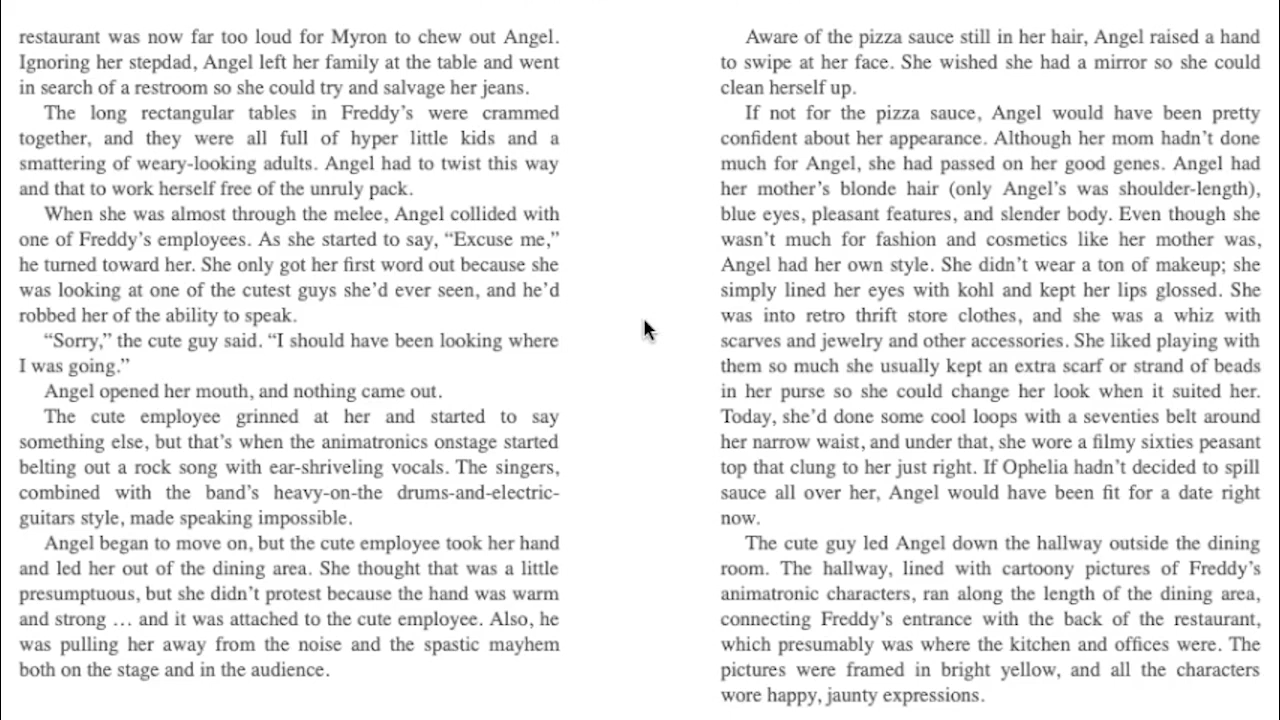 restaurant was now far too loud for Myron to chew out Angel.
Ignoring her stepdad, Angel left her family at the table and went
in search of a restroom so she could try and salvage her jeans.
The long rectangular tables in Freddy’s were crammed
together, and they were all full of hyper little kids and a
smattering of weary-looking adults. Angel had to twist this way
and that to work herself free of the unruly pack.
When she was almost through the melee, Angel collided with
one of Freddy’s employees. As she started to say, “Excuse me,”
he turned toward her. She only got her first word out because she
was looking at one of the cutest guys she’d ever seen, and he’d
robbed her of the ability to speak.
“Sorry,” the cute guy said. “I should have been looking where
I was going.”
Angel opened her mouth, and nothing came out.
The cute employee grinned at her and started to say
something else, but that’s when the animatronics onstage started
belting out a rock song with ear-shriveling vocals. The singers,
combined with the band’s heavy-on-the drums-and-electric-
guitars style, made speaking impossible.
Angel began to move on, but the cute employee took her hand
and led her out of the dining area. She thought that was a little
presumptuous, but she didn’t protest because the hand was warm
and strong … and it was attached to the cute employee. Also, he
was pulling her away from the noise and the spastic mayhem
both on the stage and in the audience.
Aware of the pizza sauce still in her hair, Angel raised a hand
to swipe at her face. She wished she had a mirror so she could
clean herself up.
If not for the pizza sauce, Angel would have been pretty
confident about her appearance. Although her mom hadn’t done
much for Angel, she had passed on her good genes. Angel had
her mother’s blonde hair (only Angel’s was shoulder-length),
blue eyes, pleasant features, and slender body. Even though she
wasn’t much for fashion and cosmetics like her mother was,
Angel had her own style. She didn’t wear a ton of makeup; she
simply lined her eyes with kohl and kept her lips glossed. She
was into retro thrift store clothes, and she was a whiz with
scarves and jewelry and other accessories. She liked playing with
them so much she usually kept an extra scarf or strand of beads
in her purse so she could change her look when it suited her.
Today, she’d done some cool loops with a seventies belt around
her narrow waist, and under that, she wore a filmy sixties peasant
top that clung to her just right. If Ophelia hadn’t decided to spill
sauce all over her, Angel would have been fit for a date right
now.
The cute guy led Angel down the hallway outside the dining
room. The hallway, lined with cartoony pictures of Freddy’s
animatronic characters, ran along the length of the dining area,
connecting Freddy’s entrance with the back of the restaurant,
which presumably was where the kitchen and offices were. The
pictures were framed in bright yellow, and all the characters
wore happy, jaunty expressions.